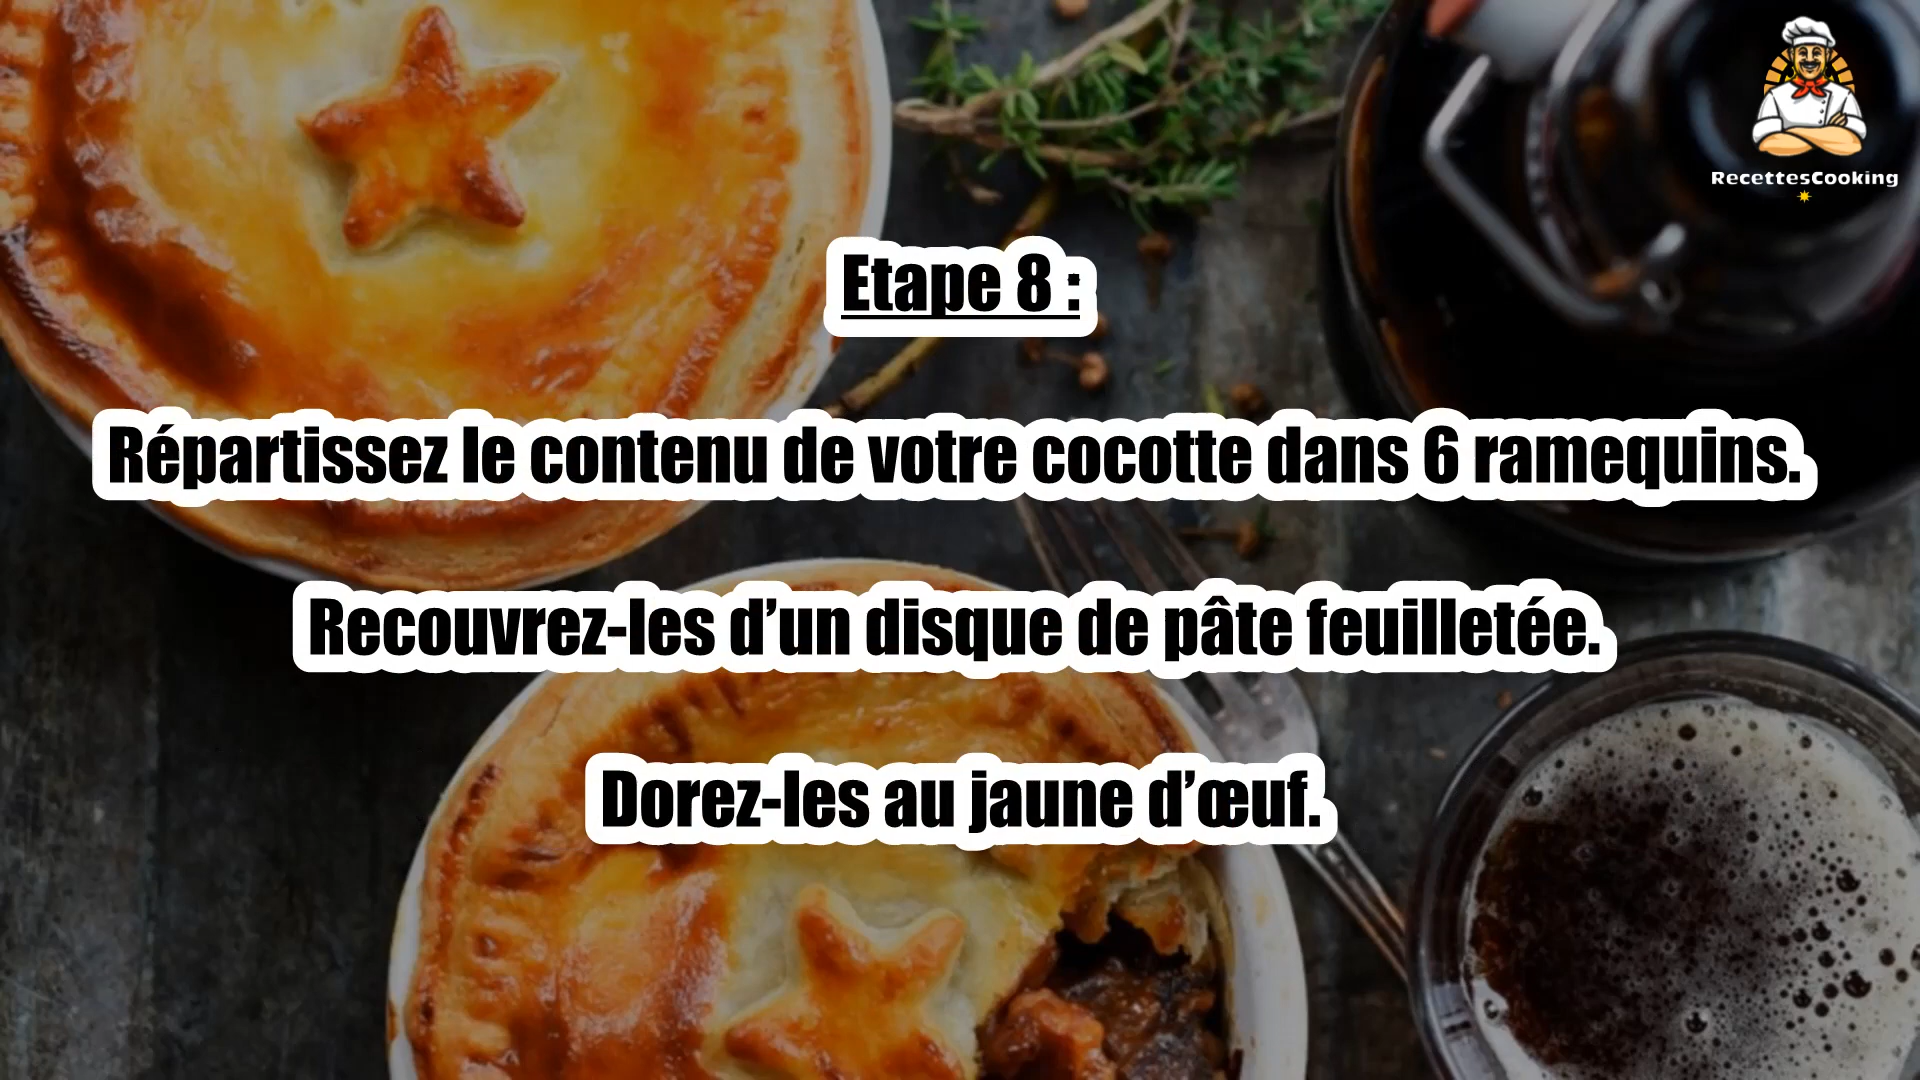 RecettesCooking
Etape 8 :
Répartissez le contenu de votre cocotte dans 6 ramequins.
Recouvrez-les d’un disque de pâte feuilletée.
Dorez-les au jaune d’œuf.